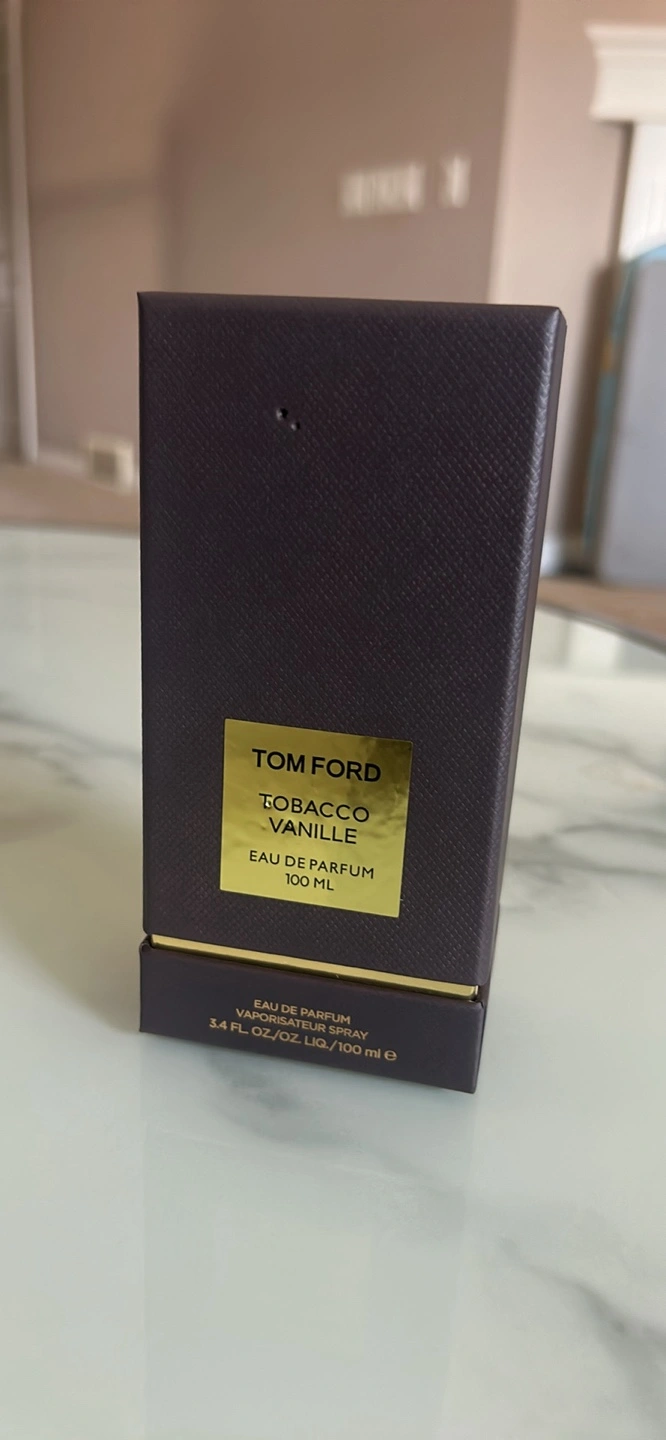 TOM FORD
TOBACCO
VANILLE
EAU DE PARFUM
100 ML
EAU DE PARFUM
VAPORISATEUR SPRAY
3.4 FL. OZ./OZ. LIQ./100 ml ℮